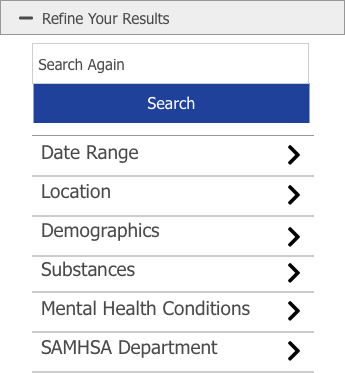 Refine Your Results
Search Again
Search
Date Range
Location
Demographics
Substances
Mental Health Conditions
SAMHSA Department